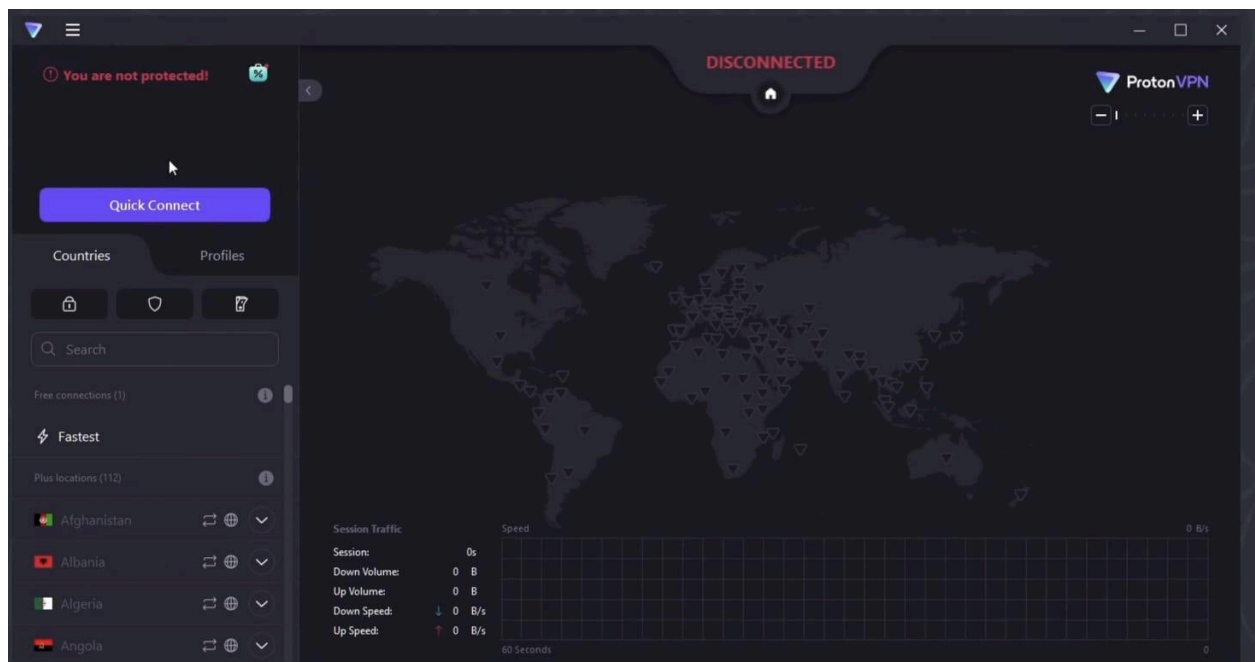 You are not protected!
%
Quick Connect
Countries
Profiles
Search
Free connections (1)
Fastest
Plus locations (112)
Afghanistan
Albania
Algeria
Angola
DISCONNECTED
ProtonVPN
Session Traffic
Session: 0s
Down Volume: 0 B
Up Volume: 0 B
Down Speed: ↓ 0 B/s
Up Speed: ↑ 0 B/s
Speed
0 B/s
60 Seconds
0